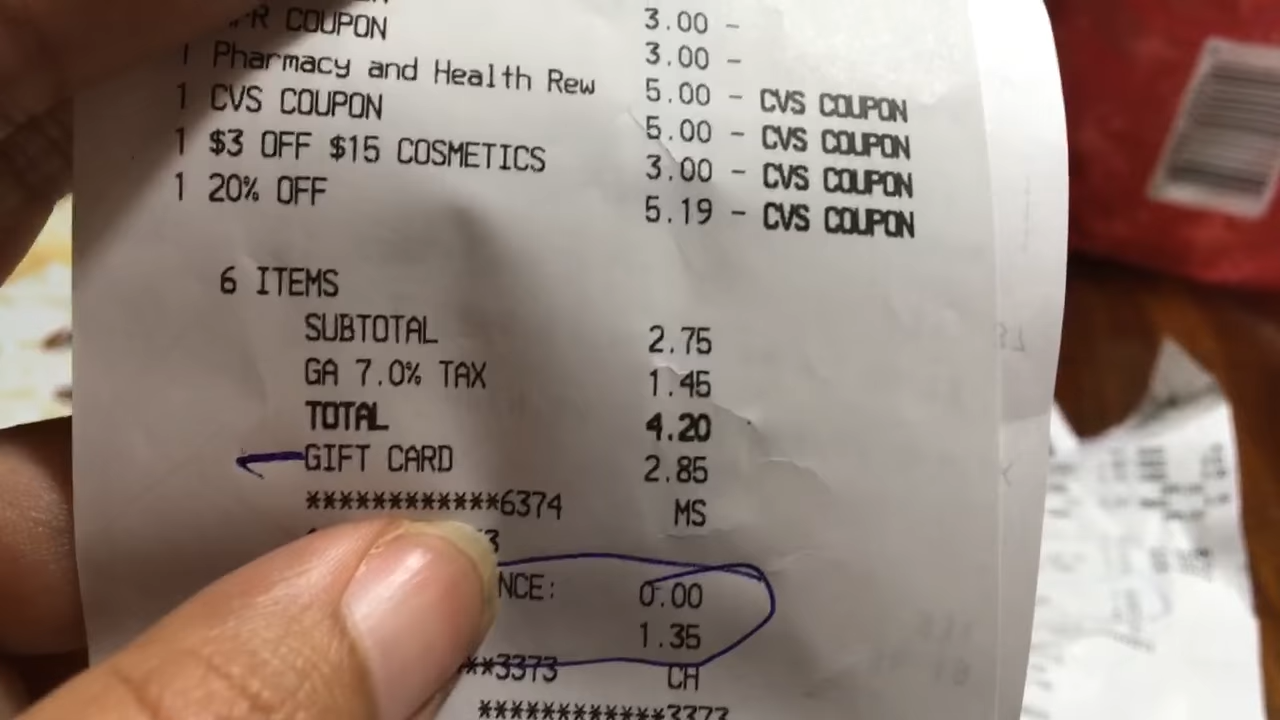 COUPON 3.00 -
1 Pharmacy and Health Rew 3.00 -
1 CVS COUPON 5.00 - CVS COUPON
1 $3 OFF $15 COSMETICS 5.00 - CVS COUPON
1 20% OFF 3.00 - CVS COUPON
5.19 - CVS COUPON
6 ITEMS
SUBTOTAL 2.75
GA 7.0% TAX 1.45
TOTAL 4.20
GIFT CARD 2.85
************6374 MS
3
NCE: 0.00
1.35
**3373 CH
************3373